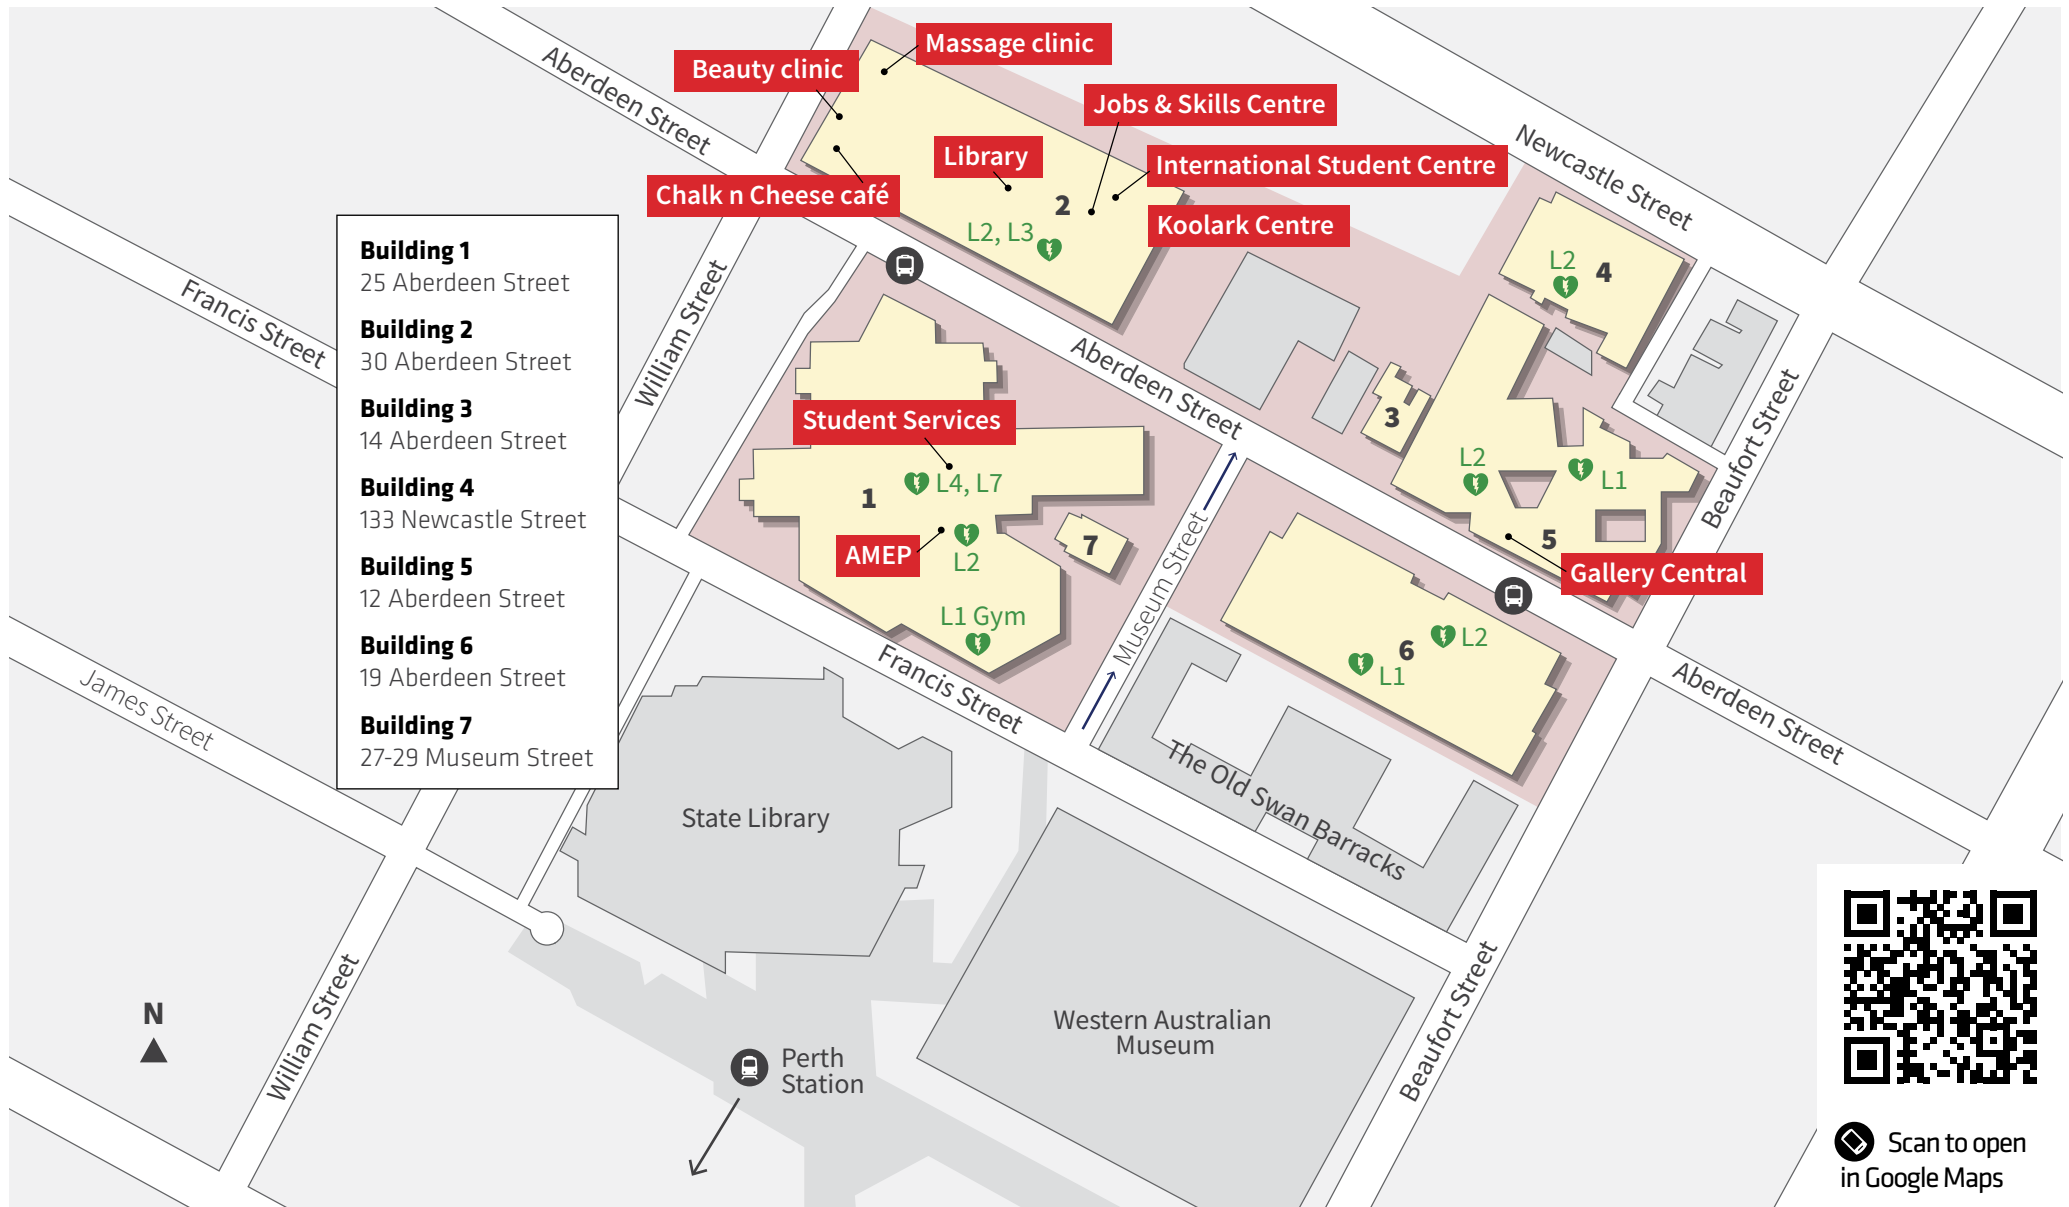 Massage clinic
Beauty clinic
Jobs & Skills Centre
Library
International Student Centre
Chalk n Cheese café
Koolark Centre
2
L2, L3
Aberdeen Street
Newcastle Street
L2
4
Building 1
25 Aberdeen Street
Building 2
30 Aberdeen Street
Building 3
14 Aberdeen Street
Building 4
133 Newcastle Street
Building 5
12 Aberdeen Street
Building 6
19 Aberdeen Street
Building 7
27-29 Museum Street
Francis Street
William Street
Aberdeen Street
Beaufort Street
3
Student Services
L4, L7
1
AMEP
L2
L1 Gym
7
L2
L1
5
Gallery Central
Museum Street
6
L2
L1
James Street
Francis Street
Aberdeen Street
The Old Swan Barracks
State Library
William Street
N
Western Australian
Museum
Beaufort Street
Perth
Station
Scan to open
in Google Maps